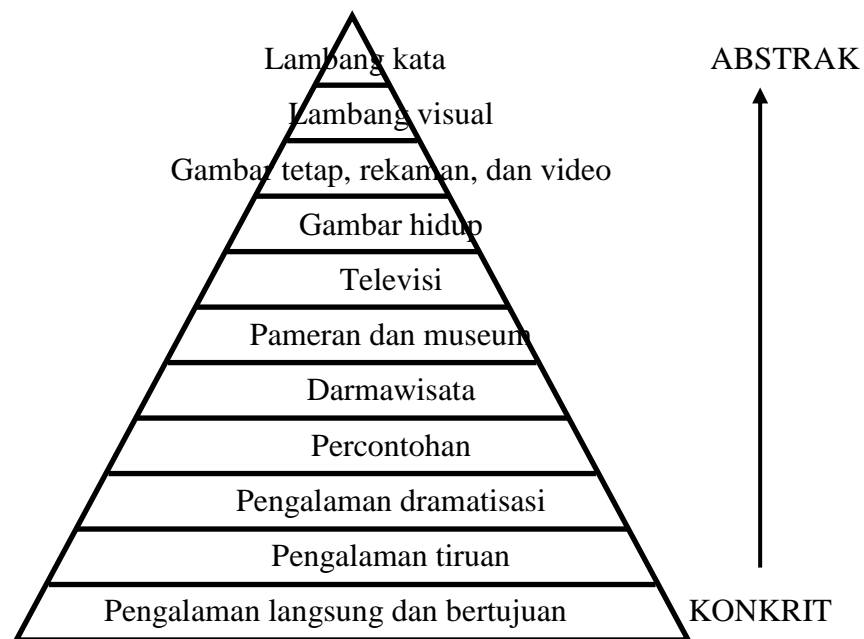 Lambang kata
ABSTRAK
Lambang visual
Gambar tetap, rekaman, dan video
Gambar hidup
Televisi
Pameran dan museum
Darmawisata
Percontohan
Pengalaman dramatisasi
Pengalaman tiruan
Pengalaman langsung dan bertujuan
KONKRIT